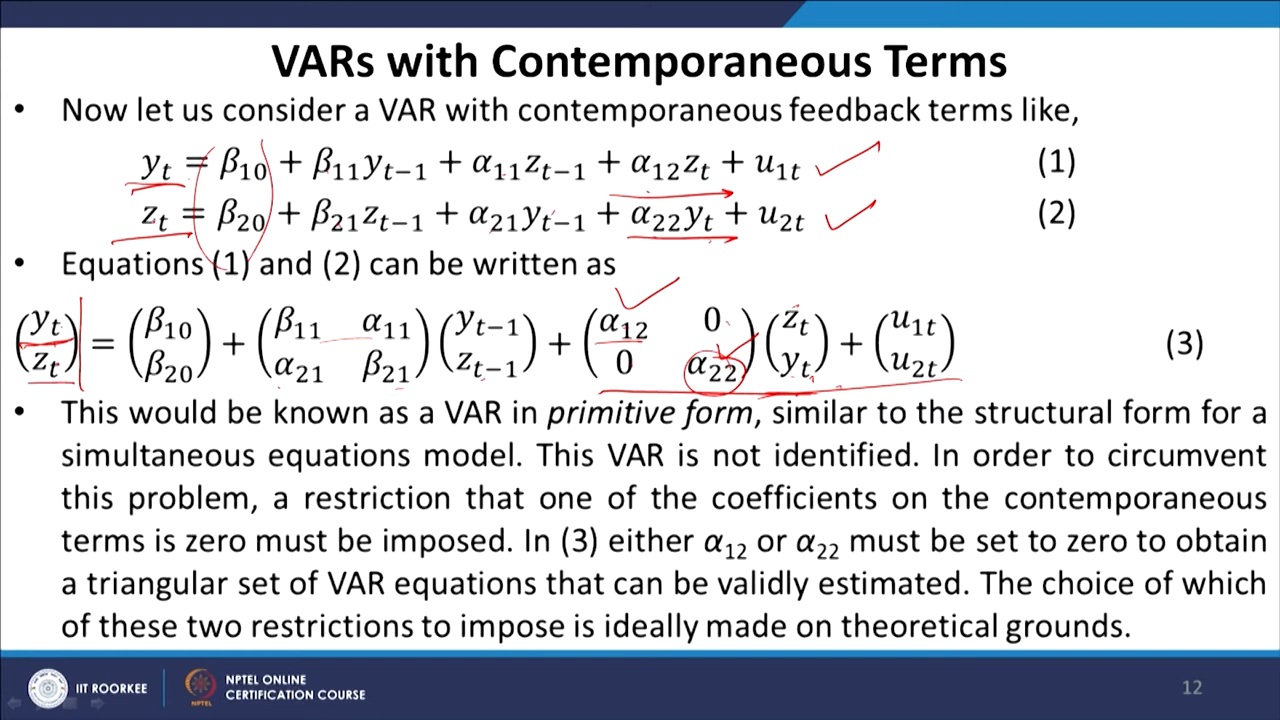 VARs with Contemporaneous Terms
• Now let us consider a VAR with contemporaneous feedback terms like,
y_t = β_10 + β_11 y_{t−1} + α_11 z_{t−1} + α_12 z_t + u_1t (1)
z_t = β_20 + β_21 z_{t−1} + α_21 y_{t−1} + α_22 y_t + u_2t (2)
• Equations (1) and (2) can be written as
(y_t z_t) = (β_10 β_20) + (β_11 α_11 α_21 β_21) (y_{t−1} z_{t−1}) + (α_12 0 0 α_22) (z_t y_t) + (u_1t u_2t) (3)
• This would be known as a VAR in primitive form, similar to the structural form for a
simultaneous equations model. This VAR is not identified. In order to circumvent
this problem, a restriction that one of the coefficients on the contemporaneous
terms is zero must be imposed. In (3) either α_12 or α_22 must be set to zero to obtain
a triangular set of VAR equations that can be validly estimated. The choice of which
of these two restrictions to impose is ideally made on theoretical grounds.
IIT ROORKEE
NPTEL
NPTEL ONLINE
CERTIFICATION COURSE
12